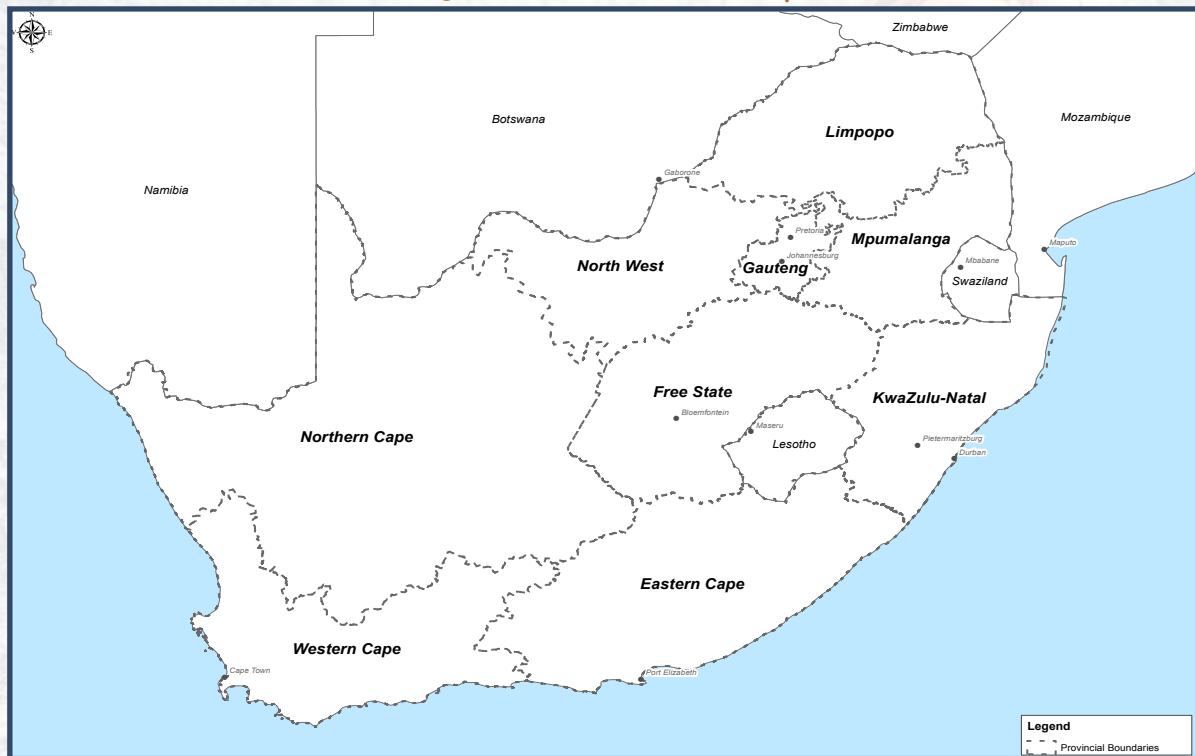 N
E
S
Zimbabwe
Mozambique
Botswana
Limpopo
Gaborone
Namibia
Pretoria
Mpumalanga
Maputo
North West
Johannesburg
Gauteng
Mbabane
Swaziland
Free State
KwaZulu-Natal
Bloemfontein
Maseru
Northern Cape
Lesotho
Pietermaritzburg
Durban
Eastern Cape
Western Cape
Cape Town
Port Elizabeth
Legend
Provincial Boundaries